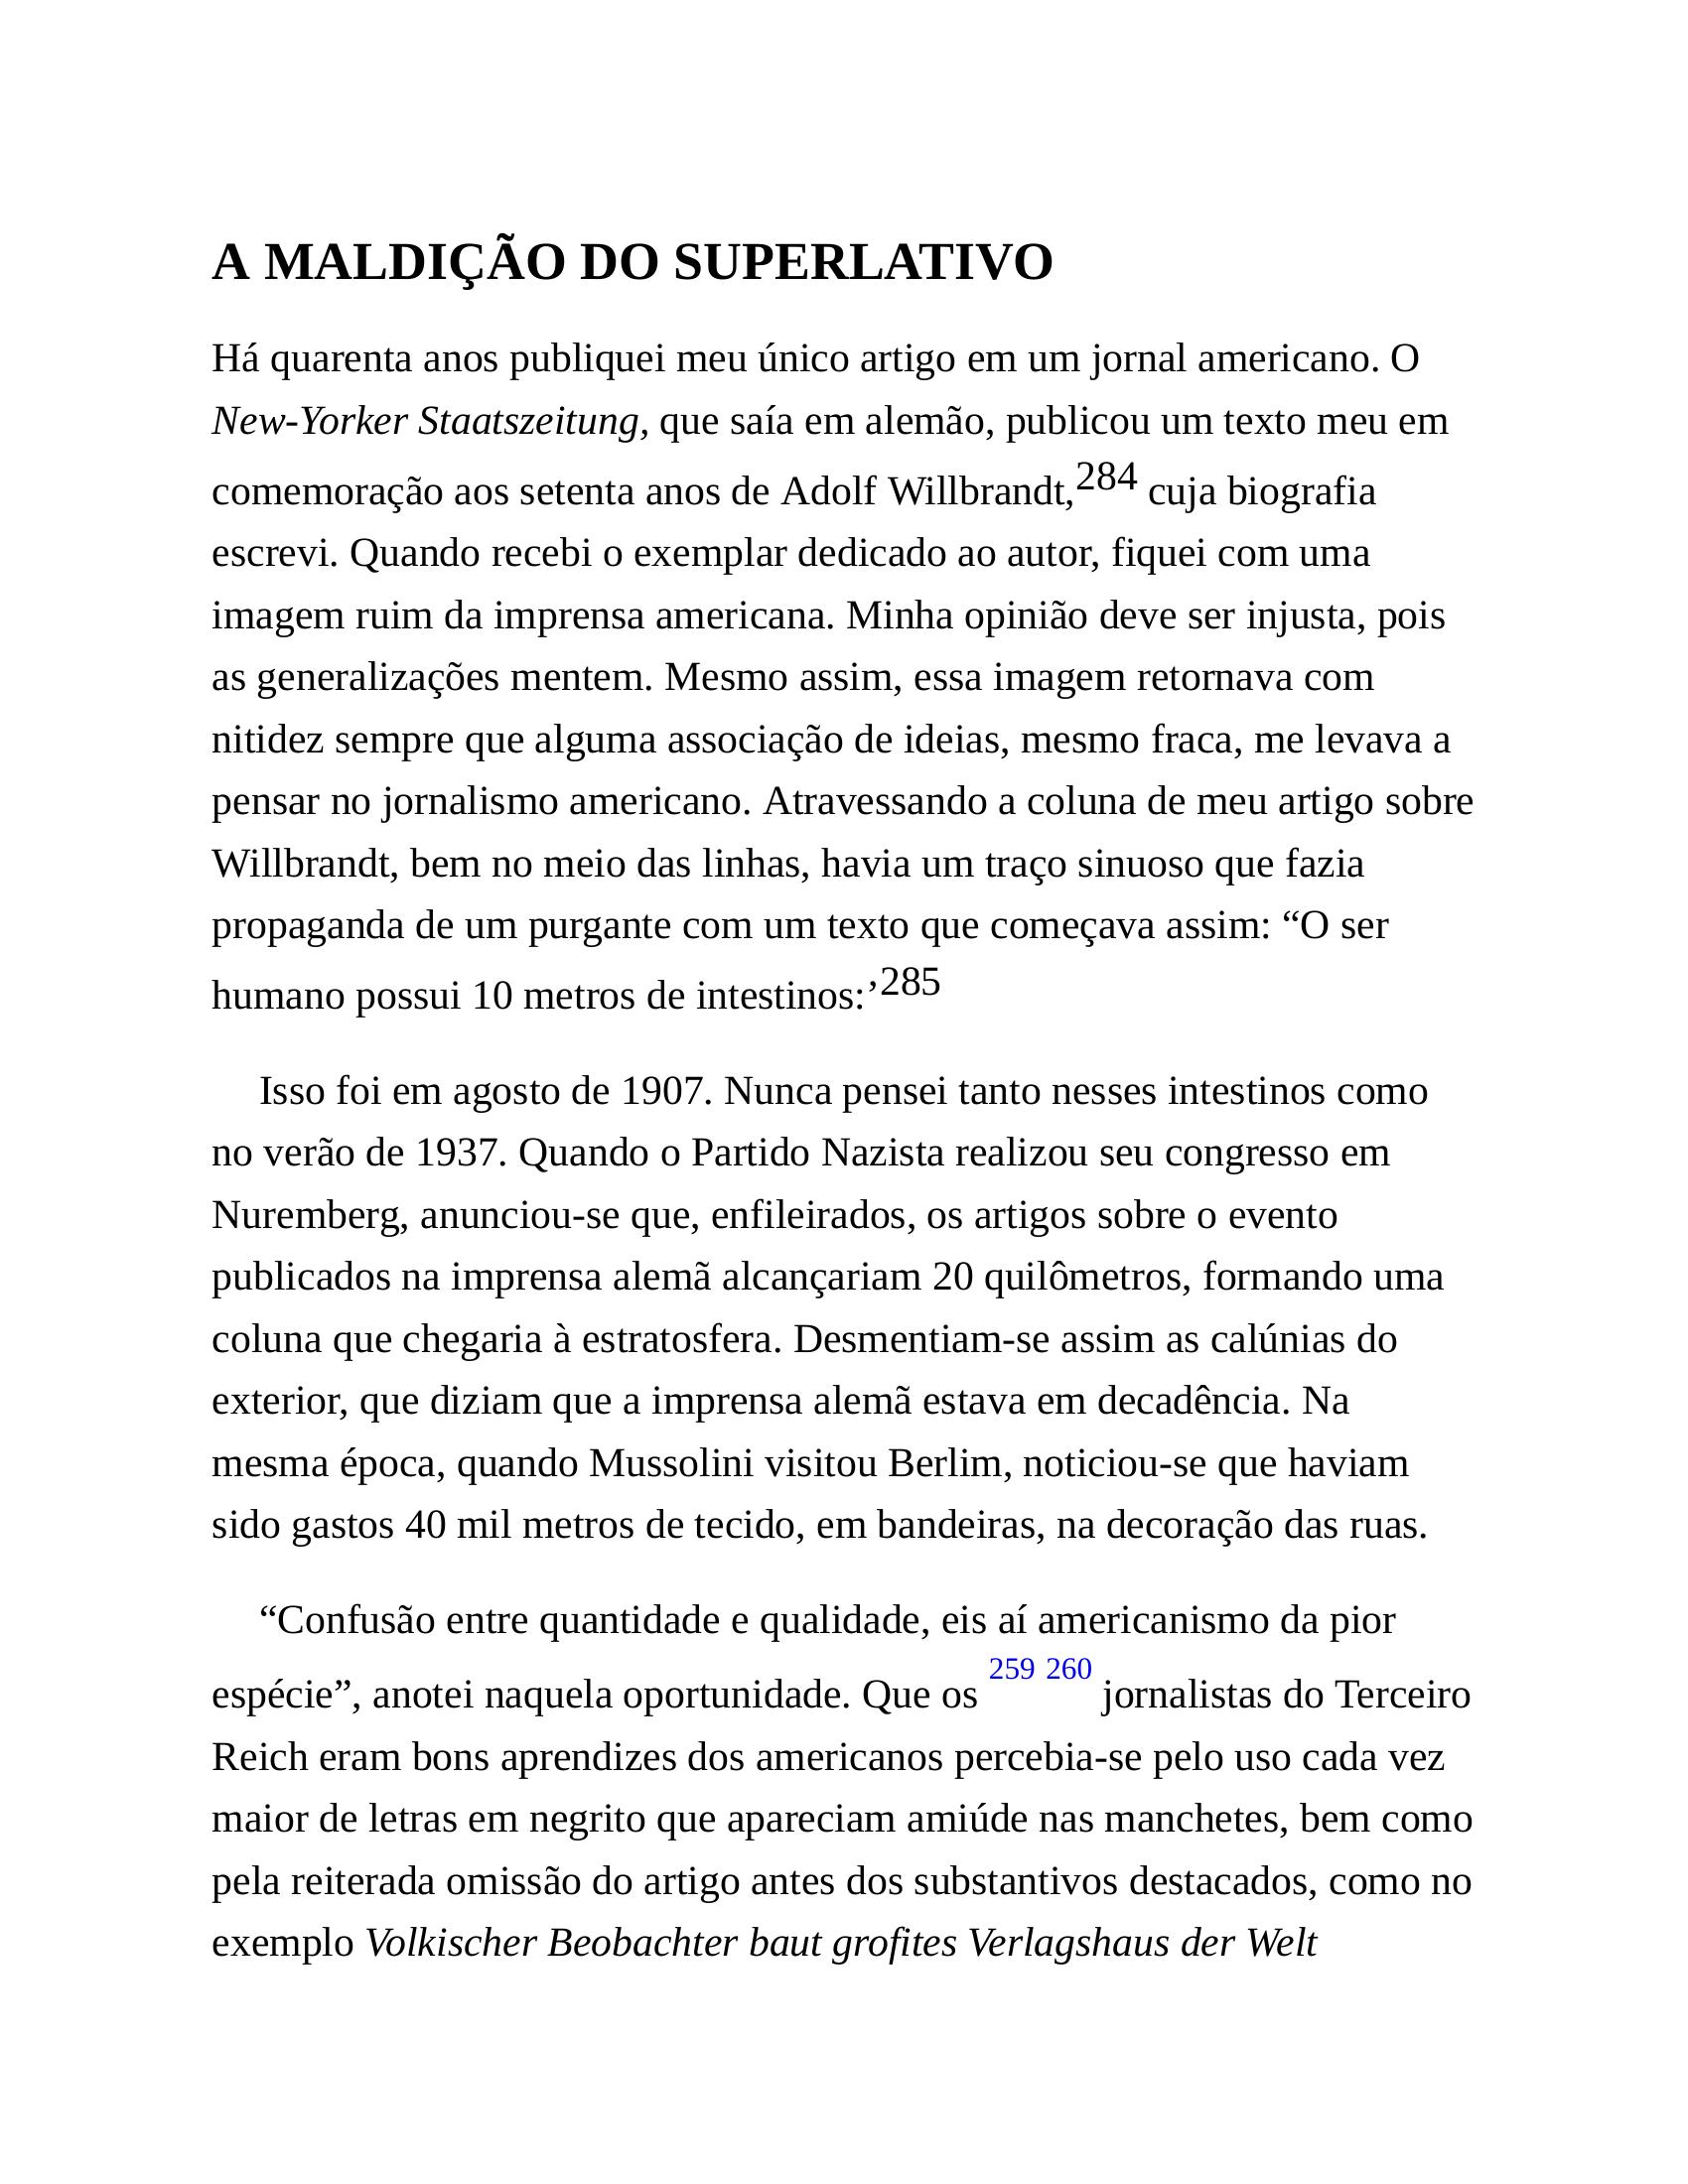 A MALDIÇÃO DO SUPERLATIVO
Há quarenta anos publiquei meu único artigo em um jornal americano. O
New-Yorker Staatszeitung, que saía em alemão, publicou um texto meu em
comemoração aos setenta anos de Adolf Willbrandt,284 cuja biografia
escrevi. Quando recebi o exemplar dedicado ao autor, fiquei com uma
imagem ruim da imprensa americana. Minha opinião deve ser injusta, pois
as generalizações mentem. Mesmo assim, essa imagem retornava com
nitidez sempre que alguma associação de ideias, mesmo fraca, me levava a
pensar no jornalismo americano. Atravessando a coluna de meu artigo sobre
Willbrandt, bem no meio das linhas, havia um traço sinuoso que fazia
propaganda de um purgante com um texto que começava assim: “O ser
humano possui 10 metros de intestinos:’285
Isso foi em agosto de 1907. Nunca pensei tanto nesses intestinos como
no verão de 1937. Quando o Partido Nazista realizou seu congresso em
Nuremberg, anunciou-se que, enfileirados, os artigos sobre o evento
publicados na imprensa alemã alcançariam 20 quilômetros, formando uma
coluna que chegaria à estratosfera. Desmentiam-se assim as calúnias do
exterior, que diziam que a imprensa alemã estava em decadência. Na
mesma época, quando Mussolini visitou Berlim, noticiou-se que haviam
sido gastos 40 mil metros de tecido, em bandeiras, na decoração das ruas.
“Confusão entre quantidade e qualidade, eis aí americanismo da pior
espécie”, anotei naquela oportunidade. Que os 259 260 jornalistas do Terceiro
Reich eram bons aprendizes dos americanos percebia-se pelo uso cada vez
maior de letras em negrito que apareciam amiúde nas manchetes, bem como
pela reiterada omissão do artigo antes dos substantivos destacados, como no
exemplo Volkischer Beobachter baut grofites Verlagshaus der Welt